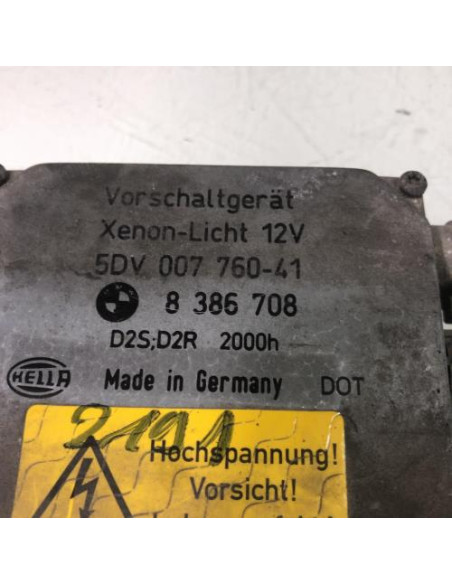 Vorschaltgerät
Xenon-Licht 12V
5DV 007 760-41
8 386 708
D2S;D2R 2000h
HELLA Made in Germany DOT
2191
Hochspannung!
Vorsicht!